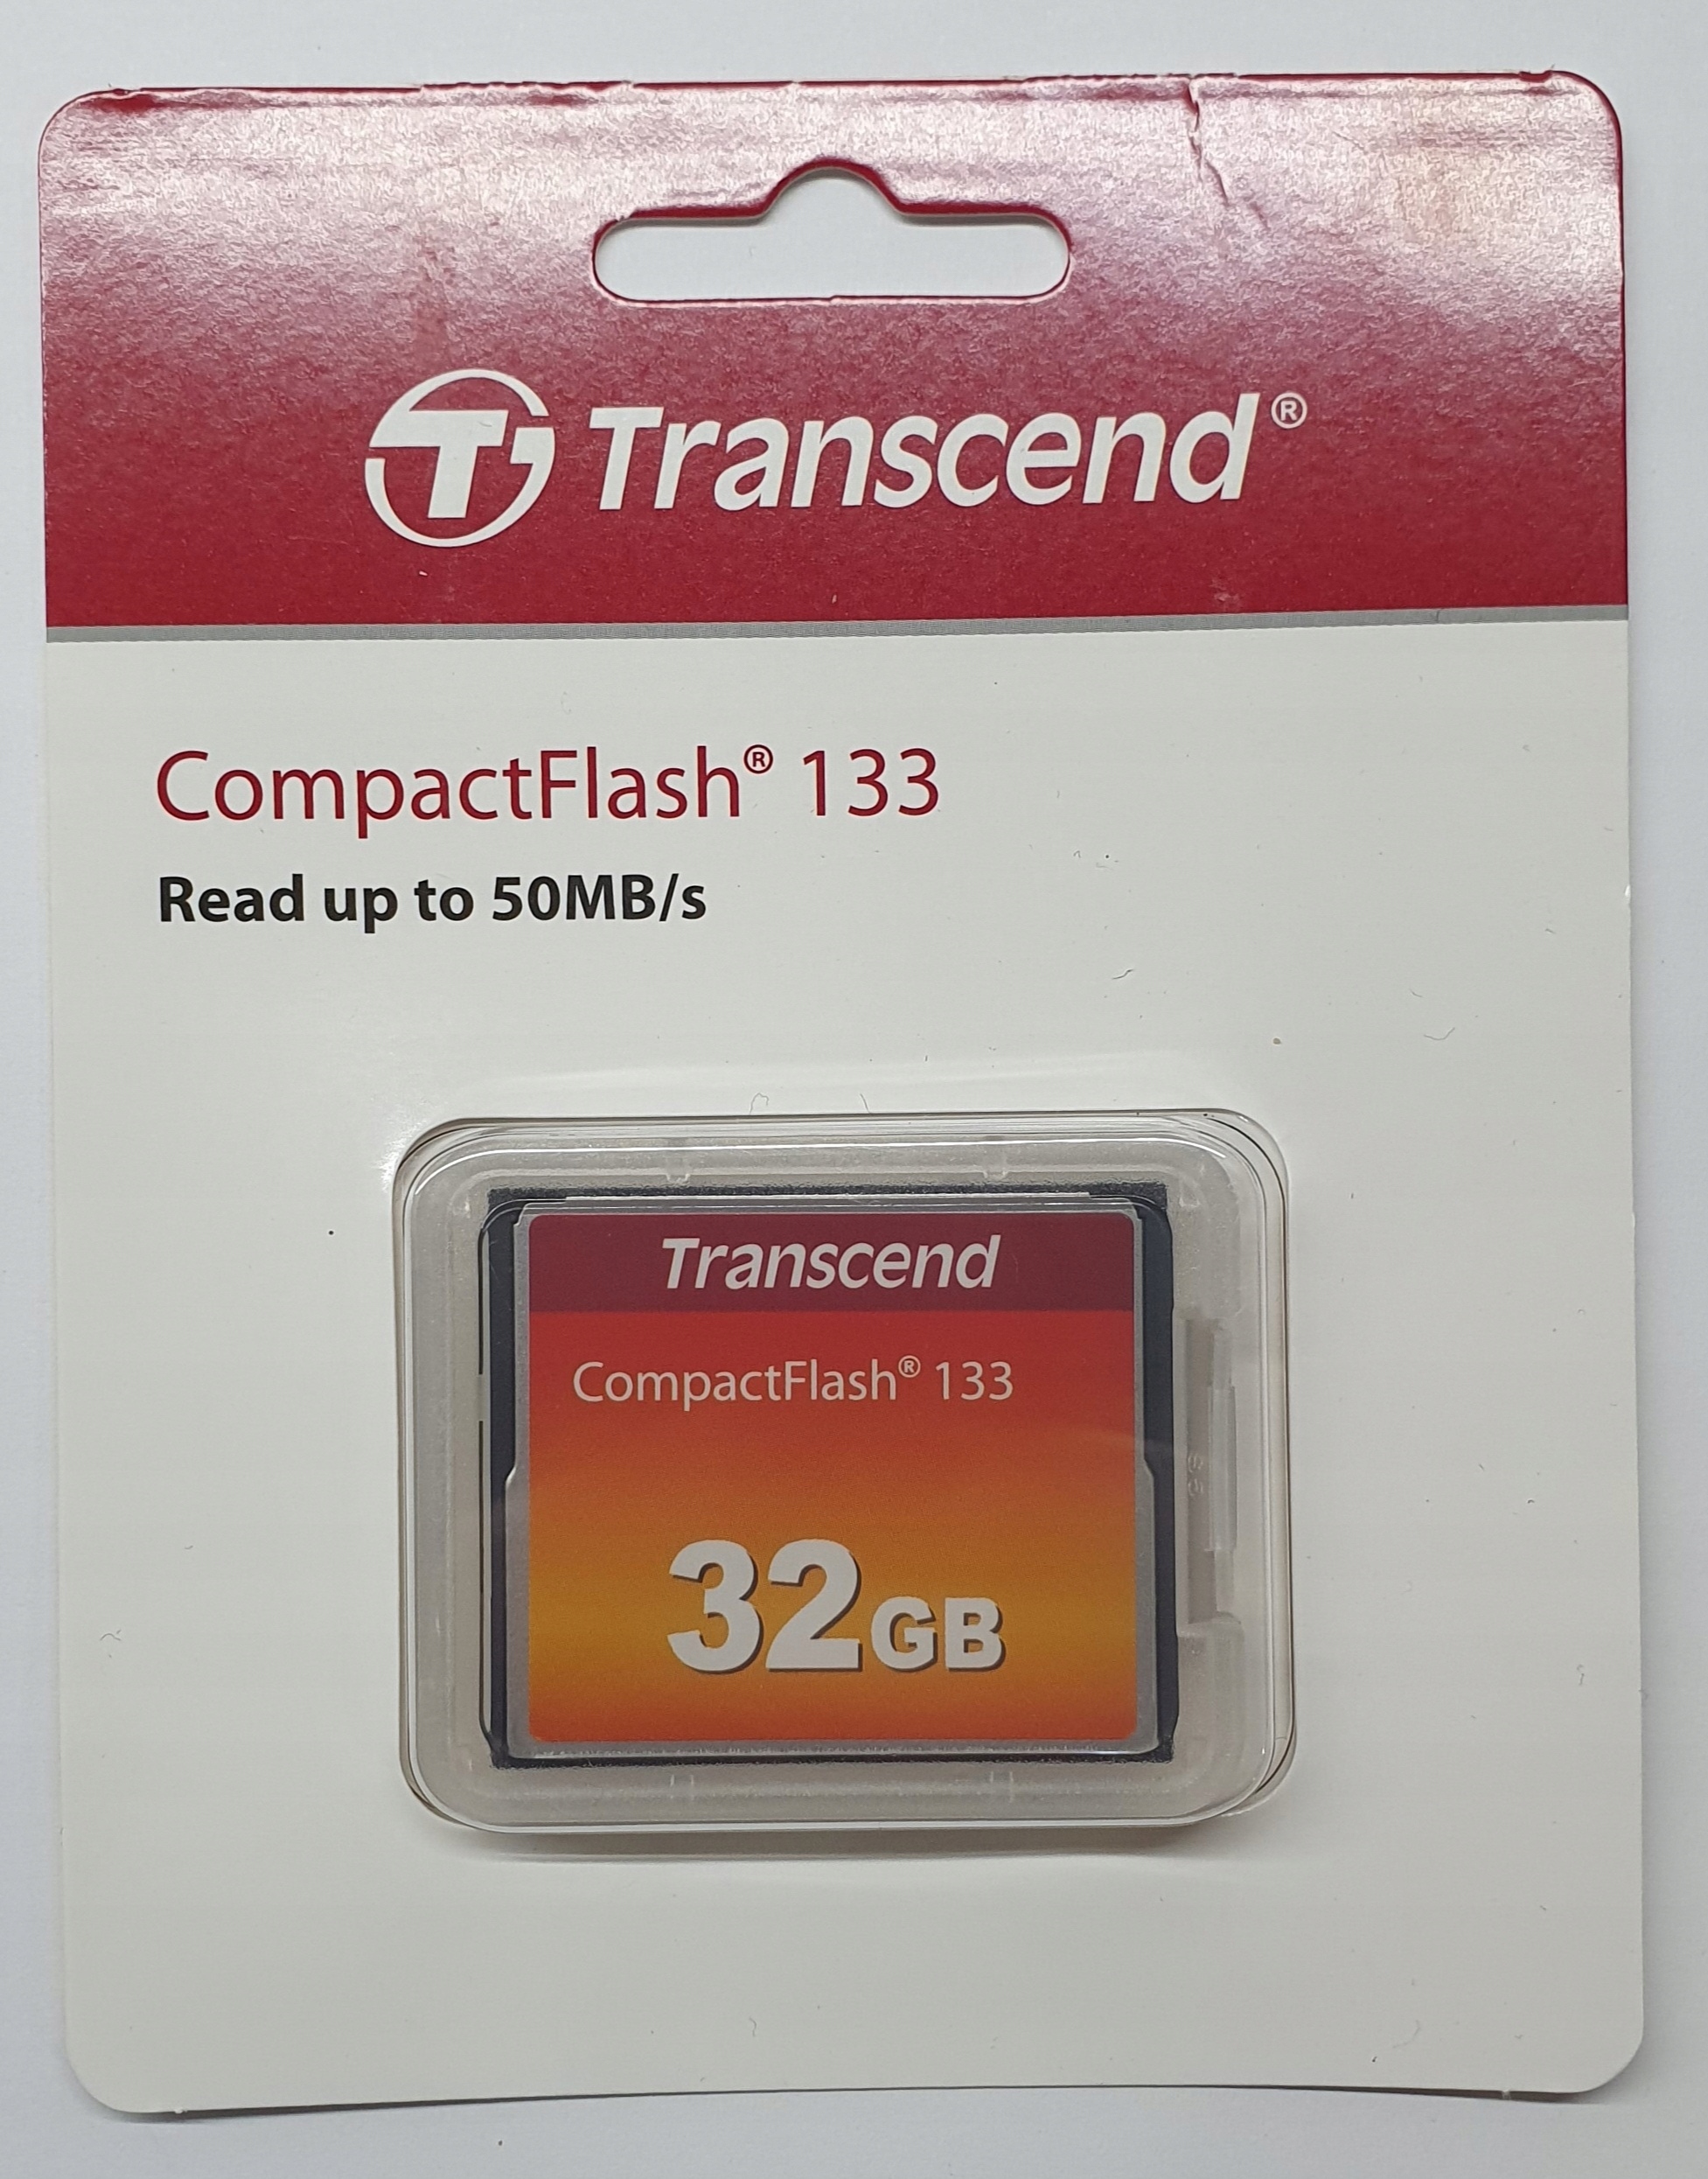 Transcend®
CompactFlash® 133
Read up to 50MB/s
Transcend
CompactFlash® 133
32GB